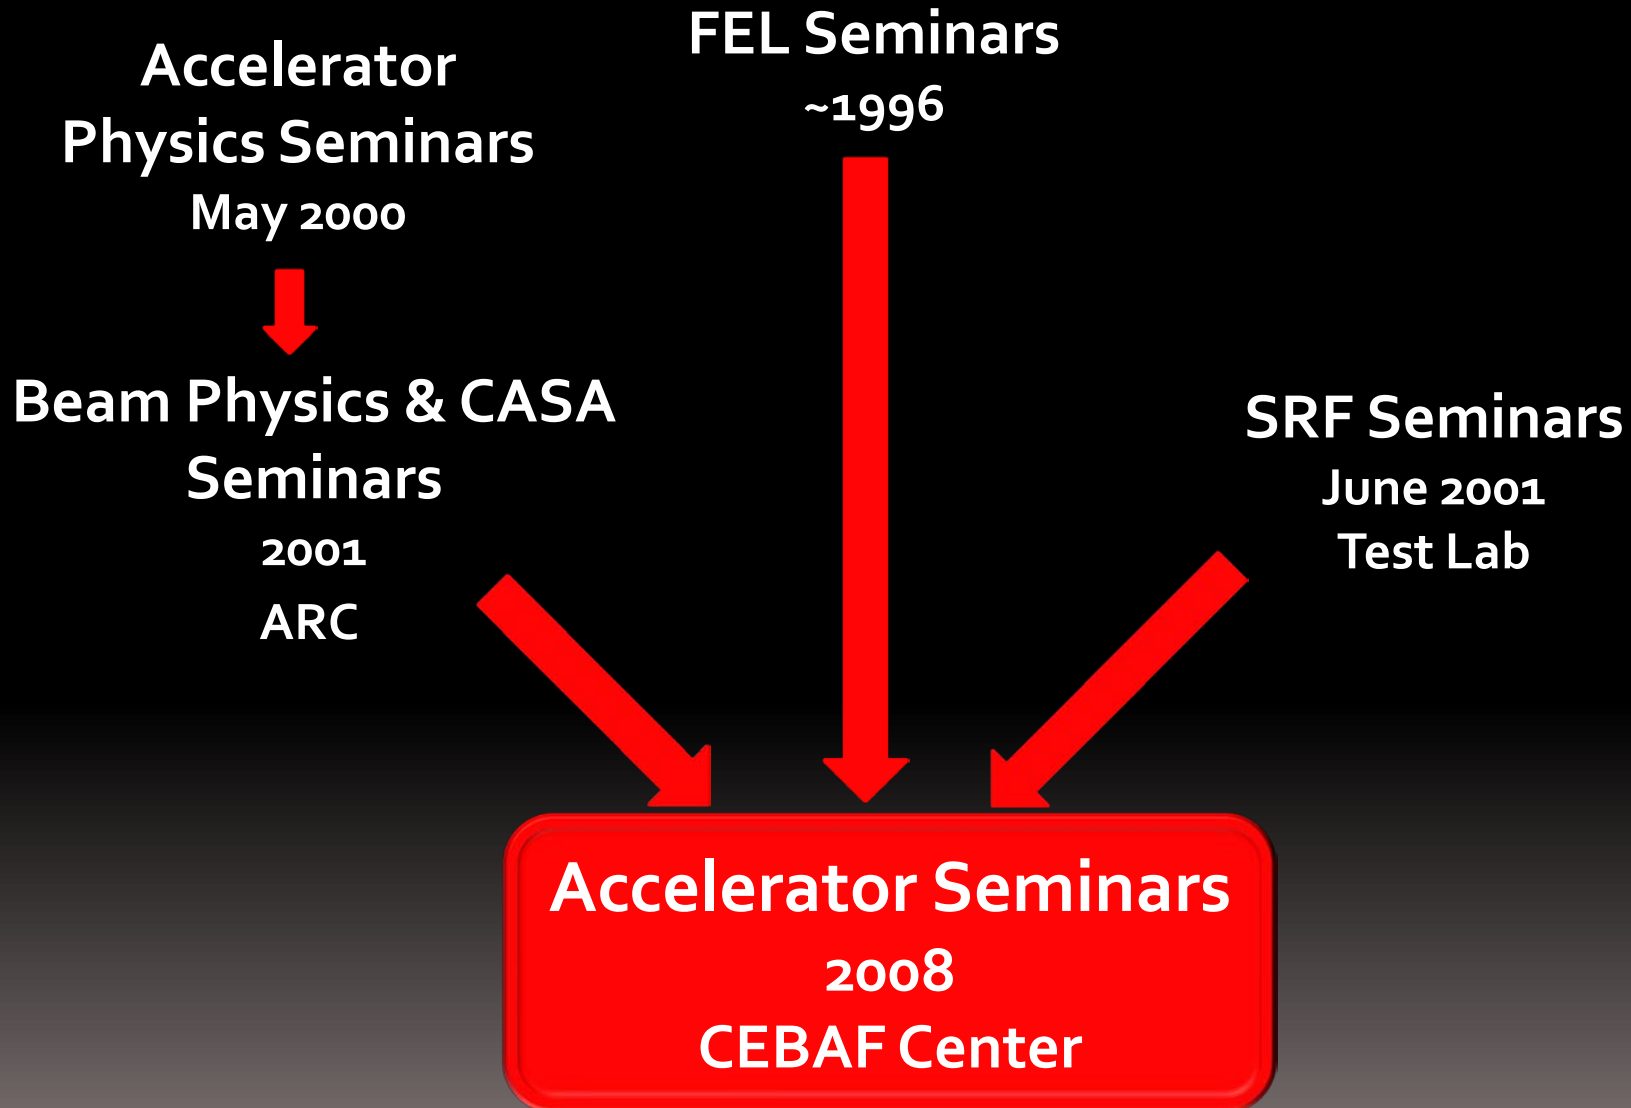 Accelerator
Physics Seminars
May 2000
FEL Seminars
~1996
Beam Physics & CASA
Seminars
2001
ARC
SRF Seminars
June 2001
Test Lab
Accelerator Seminars
2008
CEBAF Center